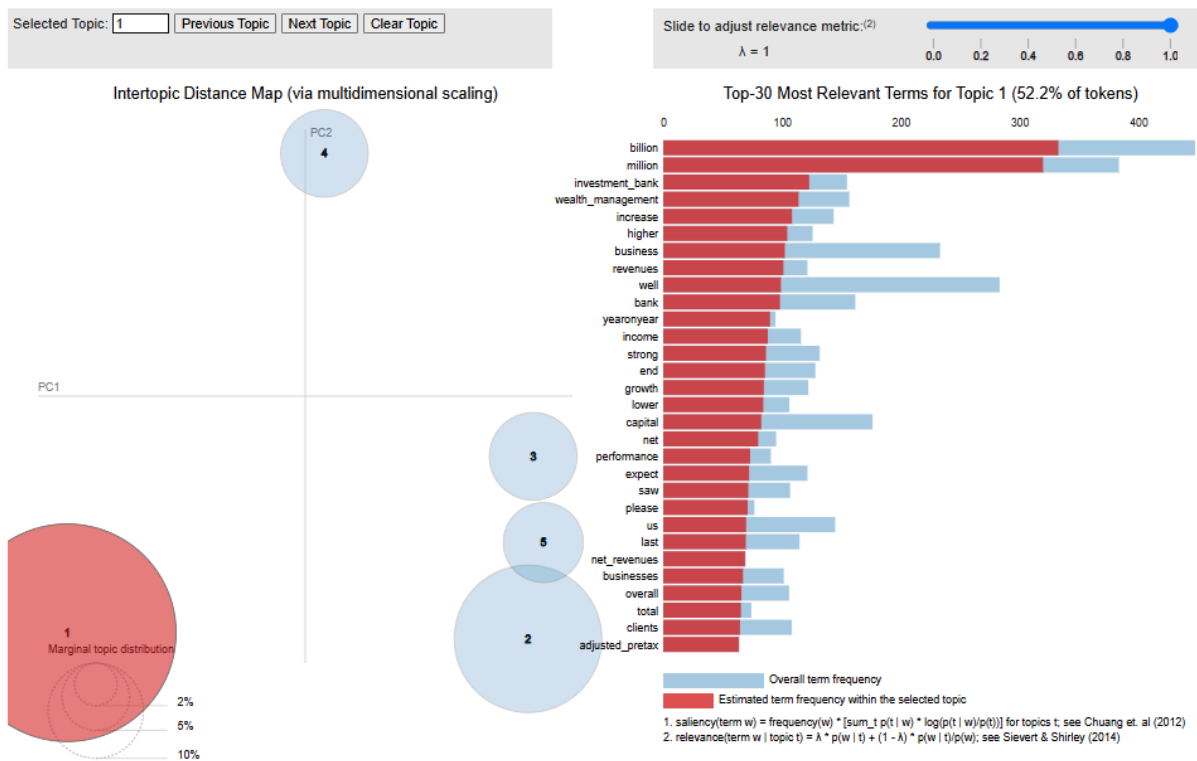 Selected Topic: 1 Previous Topic Next Topic Clear Topic
Slide to adjust relevance metric:(2)
λ = 1
0.0 0.2 0.4 0.6 0.8 1.0
Intertopic Distance Map (via multidimensional scaling)
PC2
4
PC1
3
5
2
1
Marginal topic distribution
2%
5%
10%
Top-30 Most Relevant Terms for Topic 1 (52.2% of tokens)
0 100 200 300 400
billion
million
investment_bank
wealth_management
increase
higher
business
revenues
well
bank
yearonyear
income
strong
end
growth
lower
capital
net
performance
expect
saw
please
us
last
net_revenues
businesses
overall
total
clients
adjusted_pretax
Overall term frequency
Estimated term frequency within the selected topic
1. saliency(term w) = frequency(w) * [sum_t p(t | w) * log(p(t | w)/p(t))] for topics t; see Chuang et. al (2012)
2. relevance(term w | topic t) = λ * p(w | t) + (1 - λ) * p(w | t)/p(w); see Sievert & Shirley (2014)